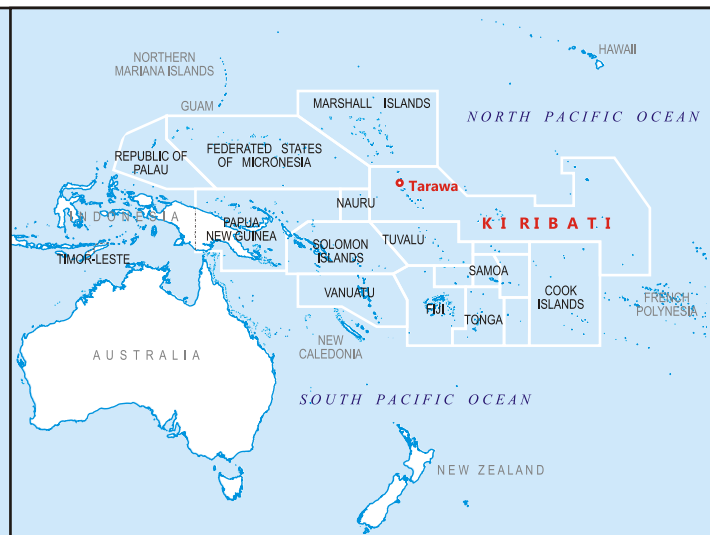 NORTHERN
MARIANA ISLANDS
HAWAII
GUAM
MARSHALL ISLANDS
NORTH PACIFIC OCEAN
REPUBLIC OF
PALAU
FEDERATED STATES
OF MICRONESIA
Tarawa
NAURU
INDONESIA
PAPUA-
NEW GUINEA
KIRIBATI
SOLOMON
ISLANDS
TUVALU
TIMOR-LESTE
SAMOA
VANUATU
COOK
ISLANDS
FIJI
TONGA
FRENCH
POLYNESIA
NEW
CALEDONIA
AUSTRALIA
SOUTH PACIFIC OCEAN
NEW ZEALAND